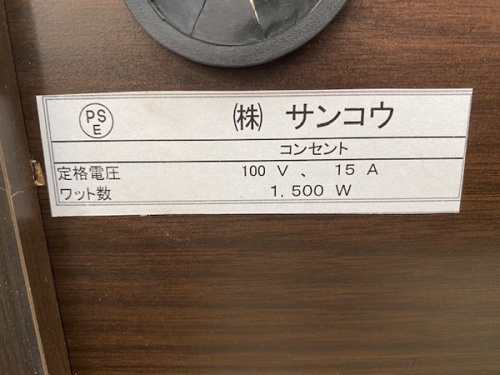 PS
E
㈱ サンコウ
コンセント
定格電圧 100 V 、 15 A
ワット数 1,500 W